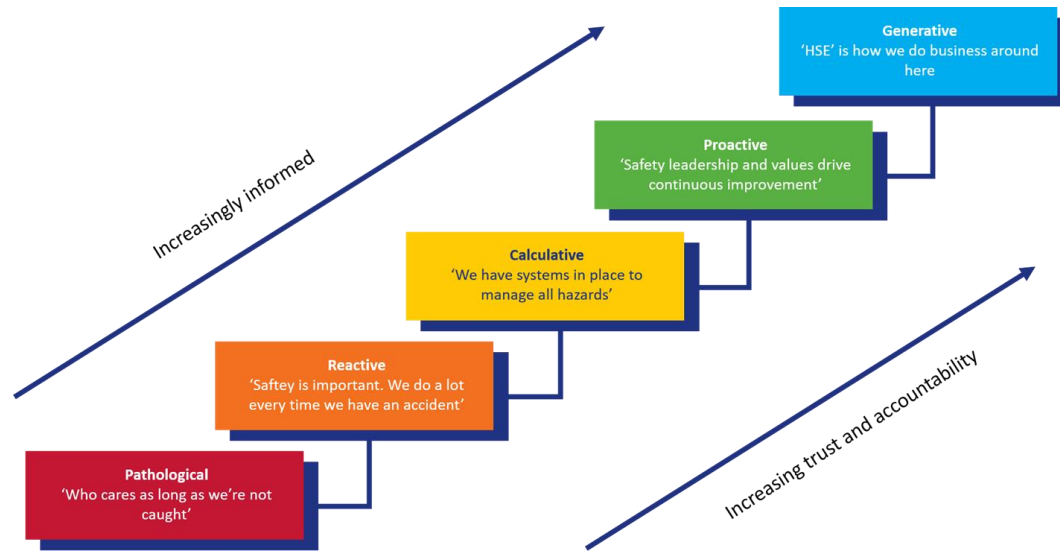 Generative
‘HSE’ is how we do business around
here
Proactive
‘Safety leadership and values drive
continuous improvement’
Increasingly informed
Calculative
‘We have systems in place to
manage all hazards’
Reactive
‘Saftey is important. We do a lot
every time we have an accident’
Increasing trust and accountability
Pathological
‘Who cares as long as we’re not
caught’